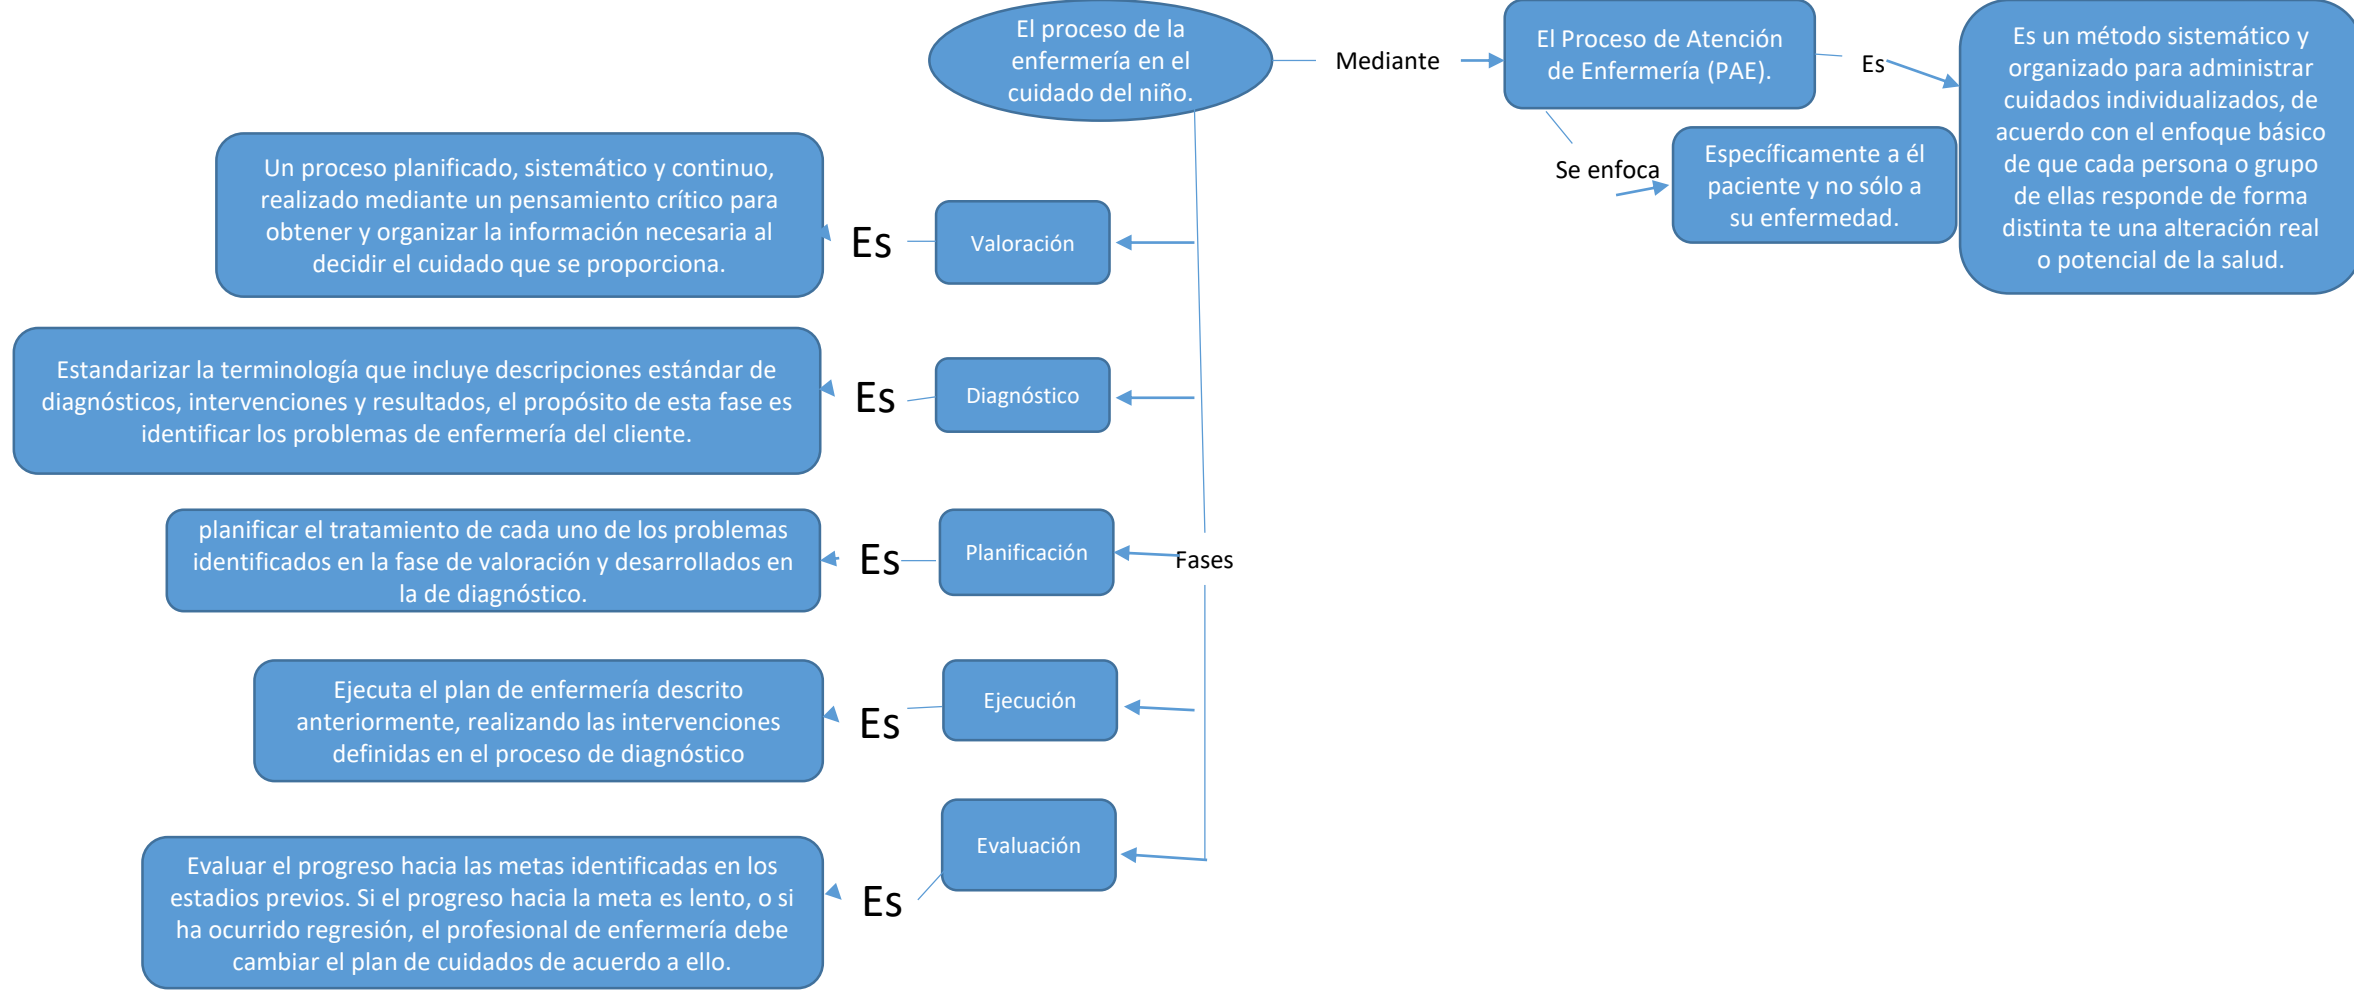 El proceso de la
enfermería en el
cuidado del niño.
Mediante
El Proceso de Atención
de Enfermería (PAE).
Es
Es un método sistemático y
organizado para administrar
cuidados individualizados, de
acuerdo con el enfoque básico
de que cada persona o grupo
de ellas responde de forma
distinta te una alteración real
o potencial de la salud.
Se enfoca
Específicamente a él
paciente y no sólo a
su enfermedad.
Fases
Valoración
Es
Un proceso planificado, sistemático y continuo,
realizado mediante un pensamiento crítico para
obtener y organizar la información necesaria al
decidir el cuidado que se proporciona.
Diagnóstico
Es
Estandarizar la terminología que incluye descripciones estándar de
diagnósticos, intervenciones y resultados, el propósito de esta fase es
identificar los problemas de enfermería del cliente.
Planificación
Es
planificar el tratamiento de cada uno de los problemas
identificados en la fase de valoración y desarrollados en
la de diagnóstico.
Ejecución
Es
Ejecuta el plan de enfermería descrito
anteriormente, realizando las intervenciones
definidas en el proceso de diagnóstico
Evaluación
Es
Evaluar el progreso hacia las metas identificadas en los
estadios previos. Si el progreso hacia la meta es lento, o si
ha ocurrido regresión, el profesional de enfermería debe
cambiar el plan de cuidados de acuerdo a ello.